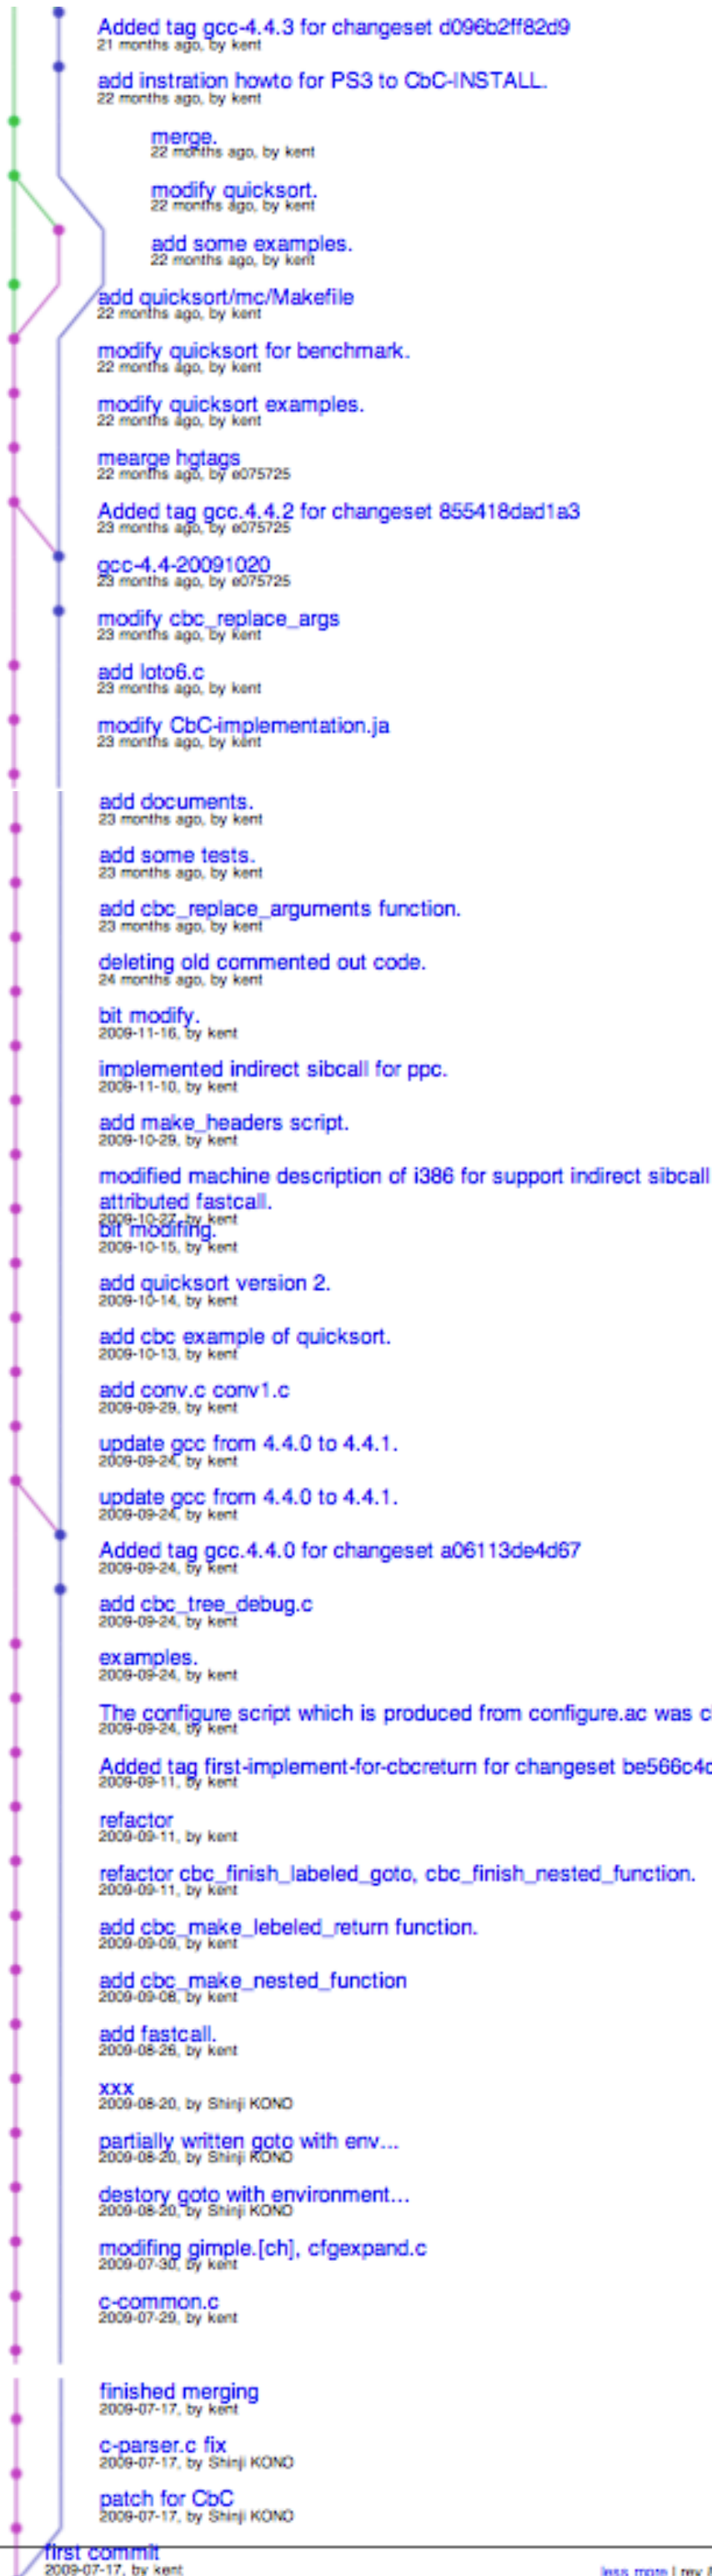 Added tag gcc-4.4.3 for changeset d096b2ff82d9
21 months ago, by kent
add instration howto for PS3 to CbC-INSTALL.
22 months ago, by kent
merge.
22 months ago, by kent
modify quicksort.
22 months ago, by kent
add some examples.
22 months ago, by kent
add quicksort/mc/Makefile
22 months ago, by kent
modify quicksort for benchmark.
22 months ago, by kent
modify quicksort examples.
22 months ago, by kent
mearge hgtags
22 months ago, by e075725
Added tag gcc.4.4.2 for changeset 855418dad1a3
23 months ago, by e075725
gcc-4.4-20091020
23 months ago, by e075725
modify cbc_replace_args
23 months ago, by kent
add loto6.c
23 months ago, by kent
modify CbC-implementation.ja
23 months ago, by kent
add documents.
23 months ago, by kent
add some tests.
23 months ago, by kent
add cbc_replace_arguments function.
23 months ago, by kent
deleting old commented out code.
24 months ago, by kent
bit modify.
2009-11-16, by kent
implemented indirect sibcall for ppc.
2009-11-10, by kent
add make_headers script.
2009-10-29, by kent
modified machine description of i386 for support indirect sibcall
attributed fastcall.
2009-10-27, by kent
bit modifing.
2009-10-15, by kent
add quicksort version 2.
2009-10-14, by kent
add cbc example of quicksort.
2009-10-13, by kent
add conv.c conv1.c
2009-09-29, by kent
update gcc from 4.4.0 to 4.4.1.
2009-09-24, by kent
update gcc from 4.4.0 to 4.4.1.
2009-09-24, by kent
Added tag gcc.4.4.0 for changeset a06113de4d67
2009-09-24, by kent
add cbc_tree_debug.c
2009-09-24, by kent
examples.
2009-09-24, by kent
The configure script which is produced from configure.ac was c
2009-09-24, by kent
Added tag first-implement-for-cbcreturn for changeset be566c4c
2009-09-11, by kent
refactor
2009-09-11, by kent
refactor cbc_finish_labeled_goto, cbc_finish_nested_function.
2009-09-11, by kent
add cbc_make_lebeled_return function.
2009-09-09, by kent
add cbc_make_nested_function
2009-09-08, by kent
add fastcall.
2009-08-26, by kent
xxx
2009-08-20, by Shinji KONO
partially written goto with env...
2009-08-20, by Shinji KONO
destory goto with environment...
2009-08-20, by Shinji KONO
modifing gimple.[ch], cfgexpand.c
2009-07-30, by kent
c-common.c
2009-07-29, by kent
finished merging
2009-07-17, by kent
c-parser.c fix
2009-07-17, by Shinji KONO
patch for CbC
2009-07-17, by Shinji KONO
first commit
2009-07-17, by kent
less more | rev